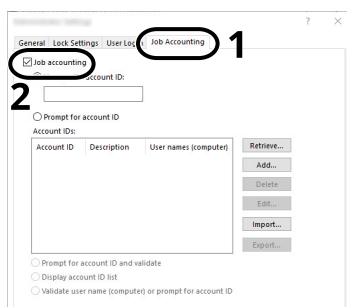 ? ×
General Lock Settings User Login Job Accounting
1
Job accounting
account ID:
2
Prompt for account ID
Account IDs:
Account ID Description User names (computer)
Retrieve...
Add...
Delete
Edit...
Import...
Export...
Prompt for account ID and validate
Display account ID list
Validate user name (computer) or prompt for account ID